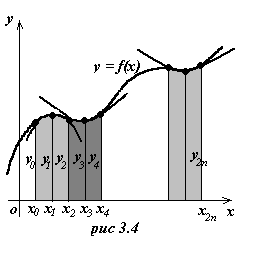 y
y = f(x)
y₀ y₁ y₂ y₃ y₄ y₂ₙ
o x₀ x₁ x₂ x₃ x₄ x₂ₙ x
рис 3.4